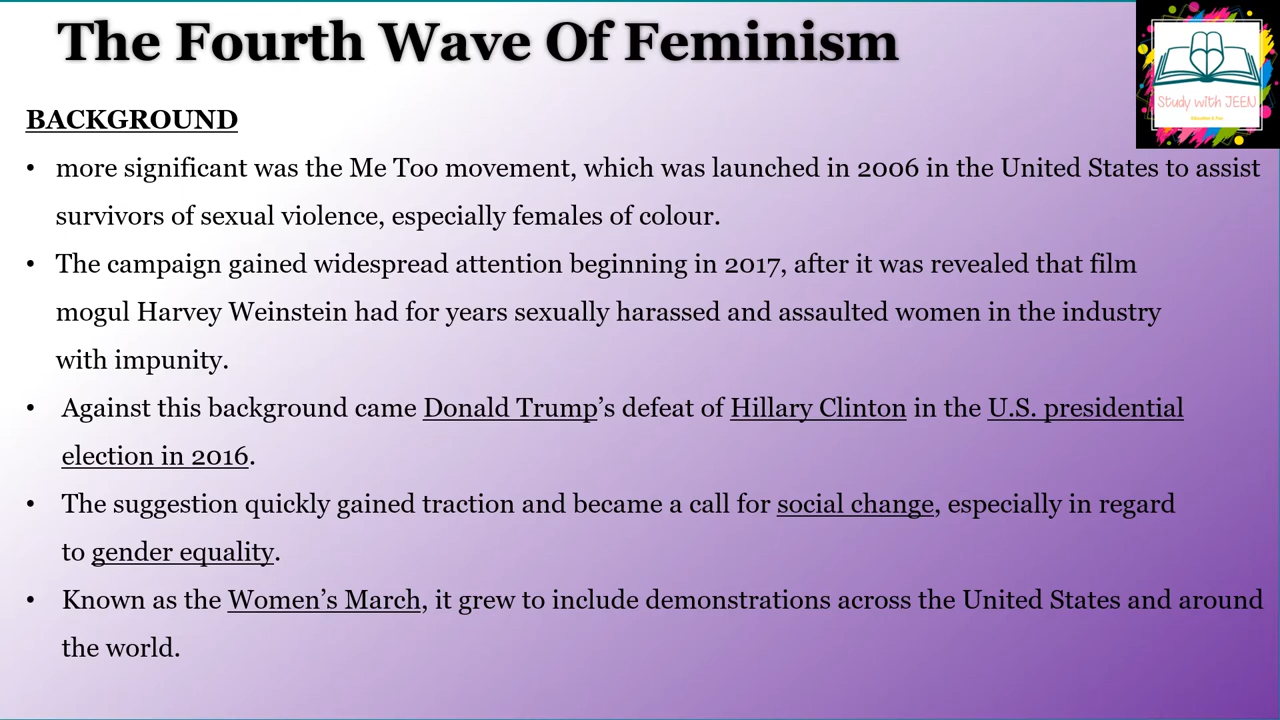 The Fourth Wave Of Feminism
Study with JEEN
Education & Fun
BACKGROUND
• more significant was the Me Too movement, which was launched in 2006 in the United States to assist
survivors of sexual violence, especially females of colour.
• The campaign gained widespread attention beginning in 2017, after it was revealed that film
mogul Harvey Weinstein had for years sexually harassed and assaulted women in the industry
with impunity.
• Against this background came Donald Trump’s defeat of Hillary Clinton in the U.S. presidential
election in 2016.
• The suggestion quickly gained traction and became a call for social change, especially in regard
to gender equality.
• Known as the Women’s March, it grew to include demonstrations across the United States and around
the world.